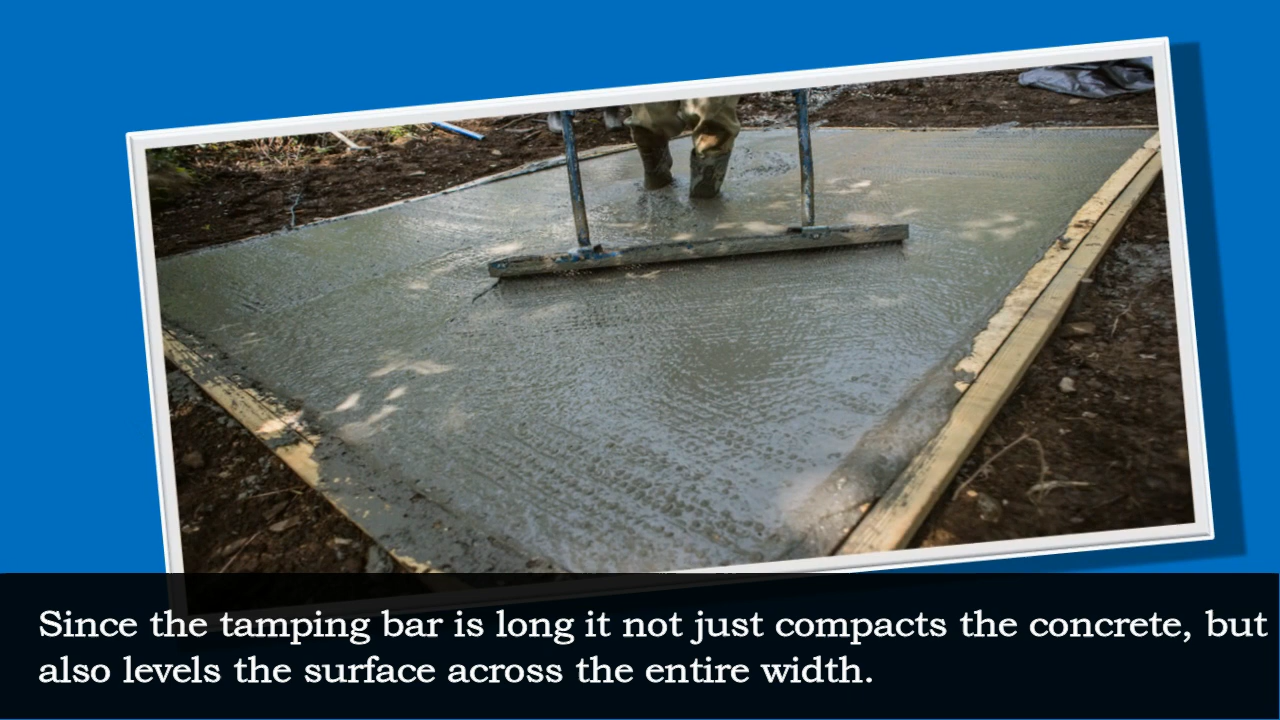 Since the tamping bar is long it not just compacts the concrete, but
also levels the surface across the entire width.